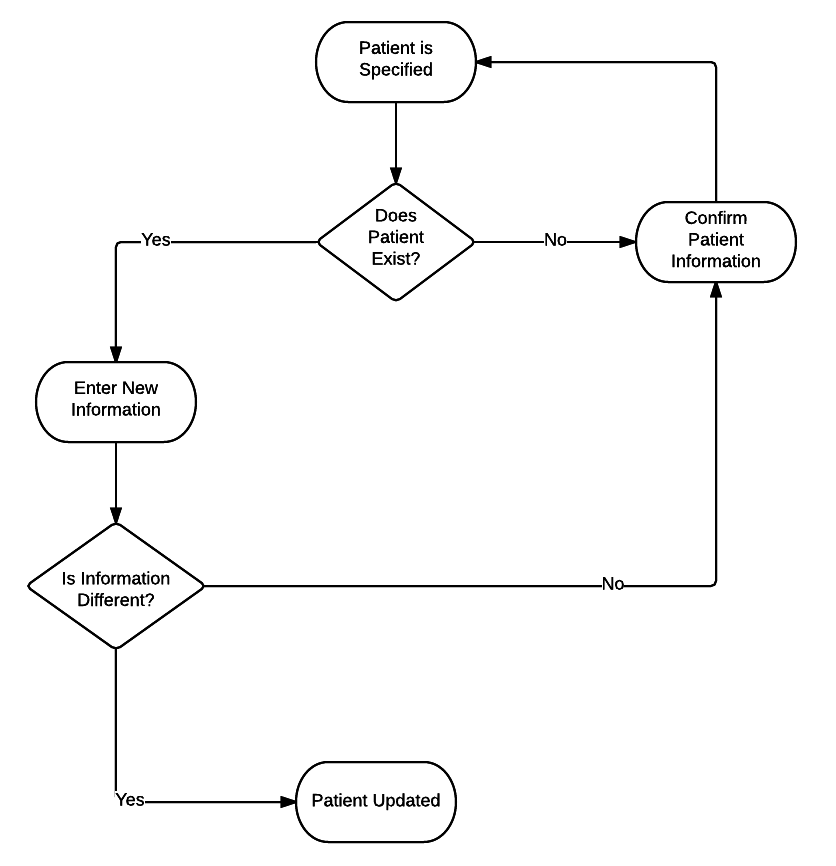 Patient is
Specified
Does
Patient
Exist?
Yes
No
Confirm
Patient
Information
Enter New
Information
Is Information
Different?
No
Yes
Patient Updated